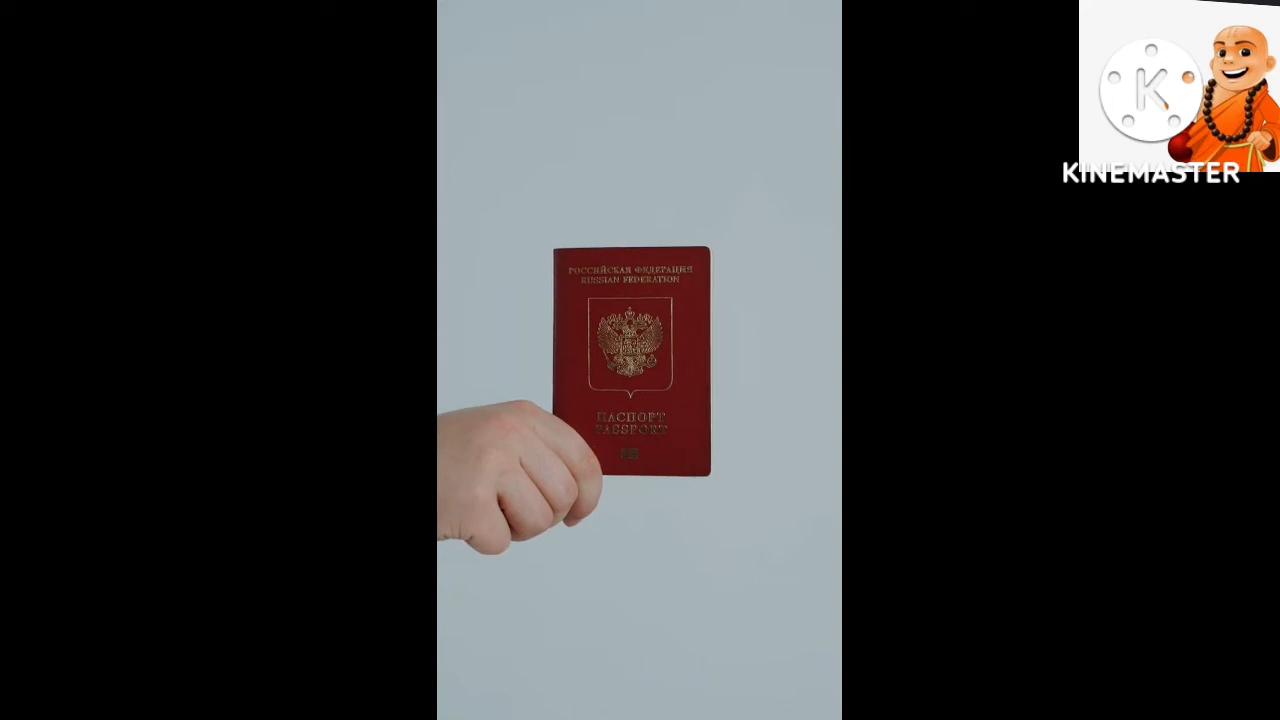 K
KINEMASTER
РОССИЙСКАЯ ФЕДЕРАЦИЯ
RUSSIAN FEDERATION
ПАСПОРТ
PASSPORT